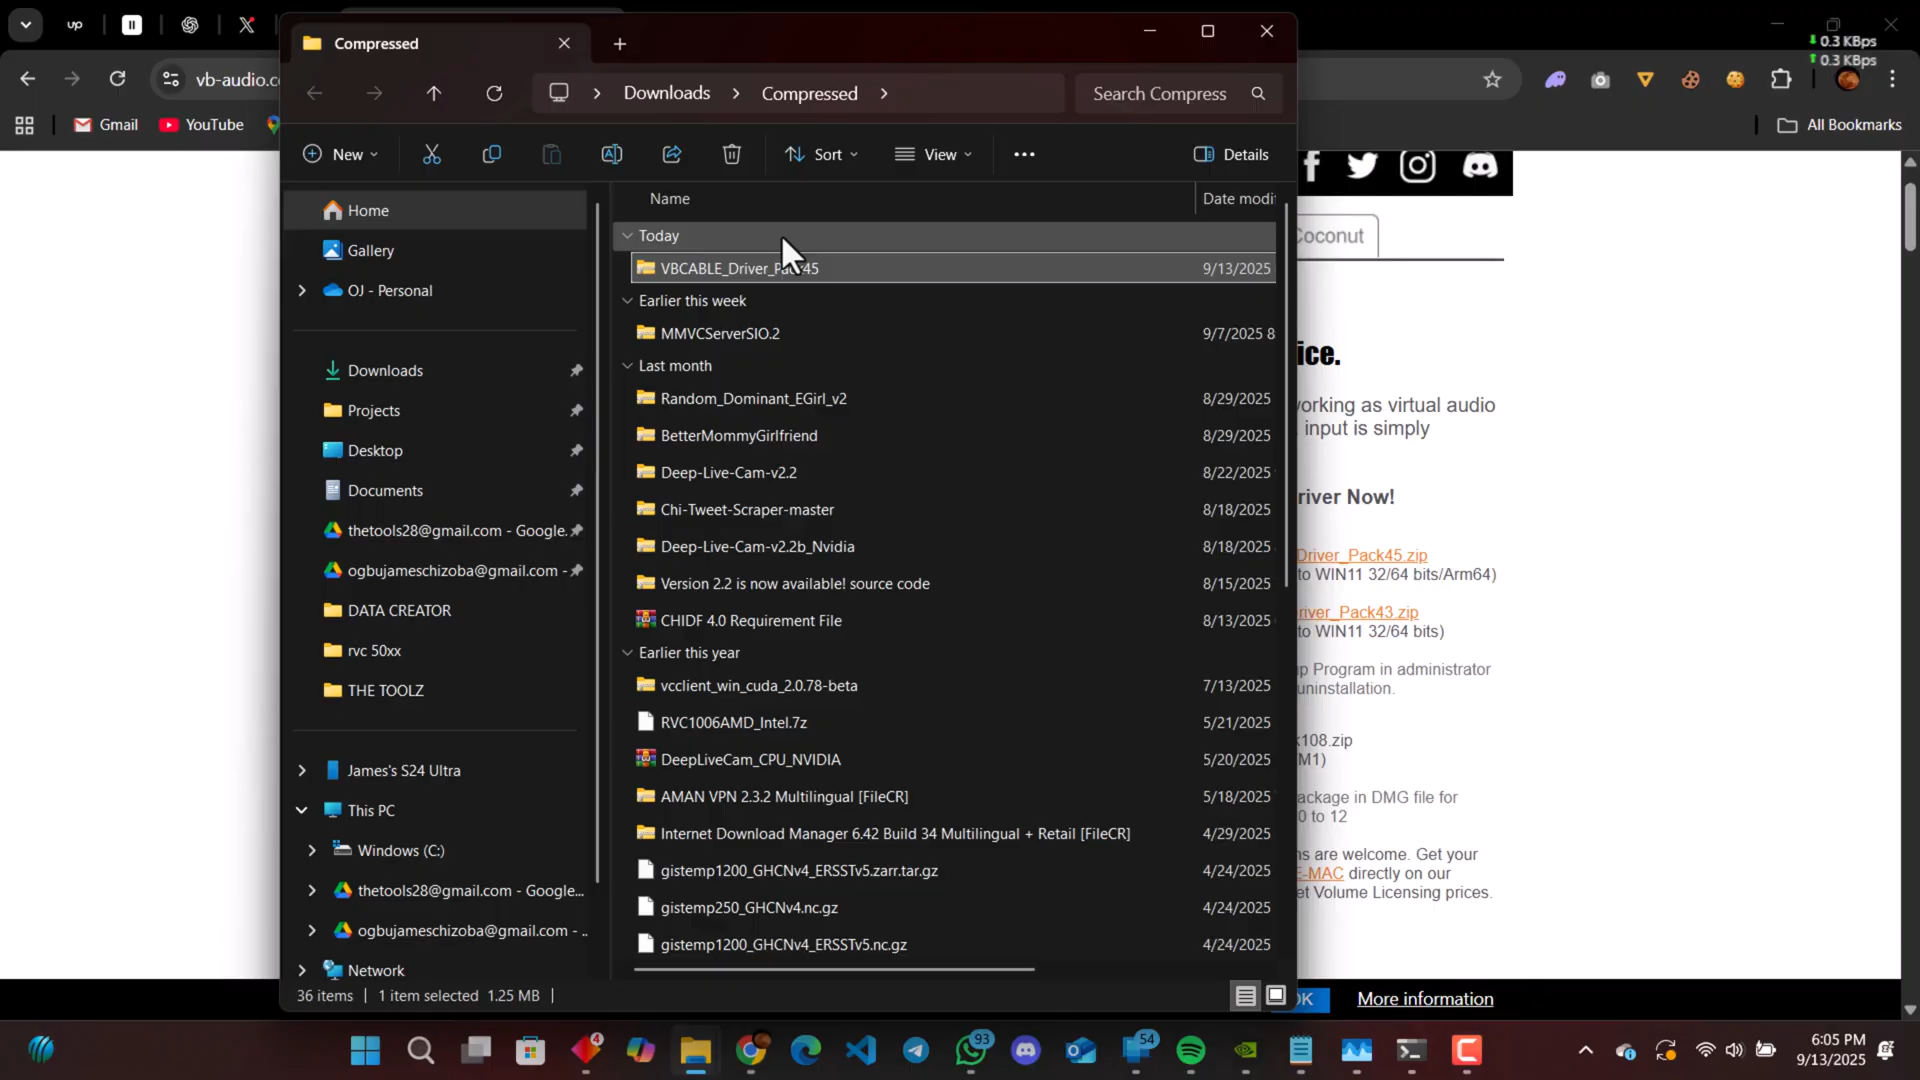 up
Compressed
0.3 KBps
0.3 KBps
vb-audio.c
Downloads
Compressed
Search Compress
Gmail
YouTube
All Bookmarks
New
Sort
View
Details
Name
Date modi
Home
Gallery
OJ - Personal
Downloads
Projects
Desktop
Documents
thetools28@gmail.com - Google.
ogbujameschizoba@gmail.com -
DATA CREATOR
rvc 50xx
THE TOOLZ
James's S24 Ultra
This PC
Windows (C:)
thetools28@gmail.com - Google...
ogbujameschizoba@gmail.com - ..
Network
Today
9/13/2025
Earlier this week
MMVCServerSIO.2
9/7/2025 8
Last month
Random_Dominant_EGirl_v2
8/29/2025
BetterMommyGirlfriend
8/29/2025
Deep-Live-Cam-v2.2
8/22/2025
Chi-Tweet-Scraper-master
8/18/2025
Deep-Live-Cam-v2.2b_Nvidia
8/18/2025
Version 2.2 is now available! source code
8/15/2025
CHIDF 4.0 Requirement File
8/13/2025
Earlier this year
vcclient_win_cuda_2.0.78-beta
7/13/2025
RVC1006AMD_Intel.7z
5/21/2025
DeepLiveCam_CPU_NVIDIA
5/20/2025
AMAN VPN 2.3.2 Multilingual [FileCR]
5/18/2025
Internet Download Manager 6.42 Build 34 Multilingual + Retail [FileCR]
4/29/2025
gistemp1200_GHCNv4_ERSSTv5.zarr.tar.gz
4/24/2025
gistemp250_GHCNv4.nc.gz
4/24/2025
gistemp1200_GHCNv4_ERSSTv5.nc.gz
4/24/2025
36 items
1 item selected 1.25 MB
Coconut
ice.
orking as virtual audio
input is simply
river Now!
Driver_Pack45.zip
to WIN11 32/64 bits/Arm64)
river_Pack43.zip
to WIN11 32/64 bits)
p Program in administrator
uninstallation.
108.zip
M1)
ackage in DMG file for
0 to 12
ns are welcome. Get your
E-MAC directly on our
et Volume Licensing prices.
OK
More information
4
93
54
6:05 PM
9/13/2025